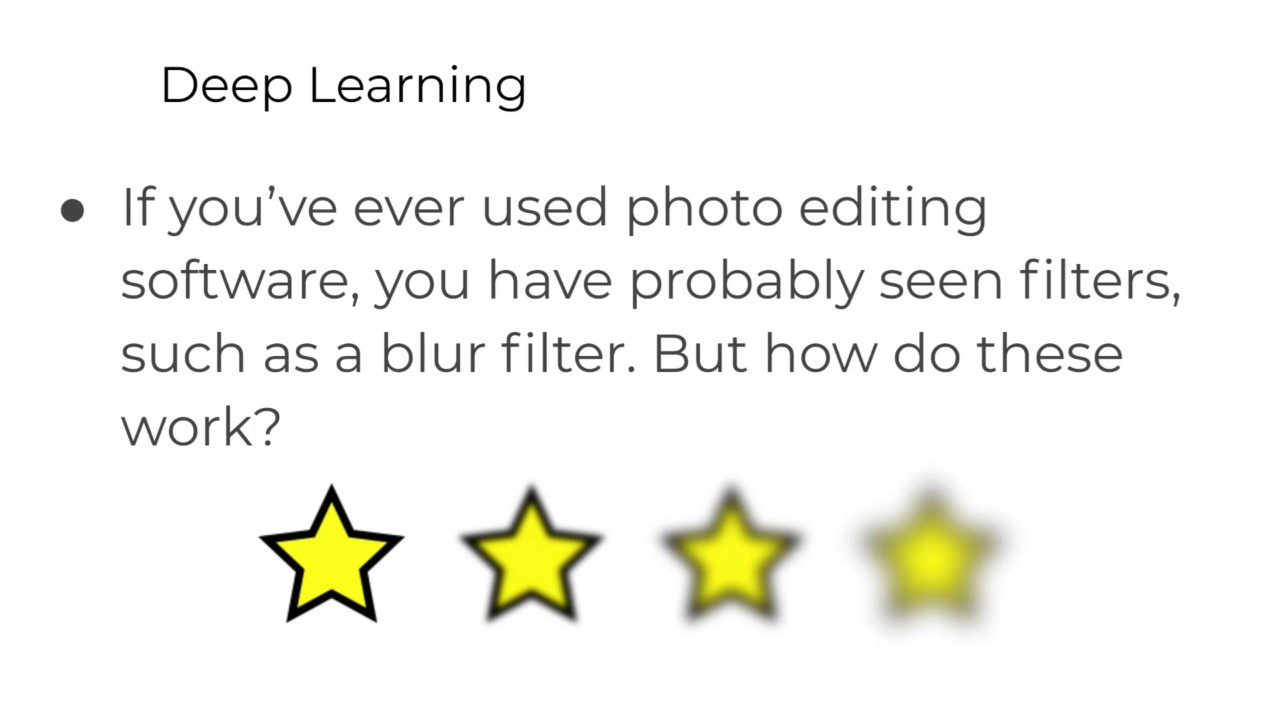 Deep Learning
● If you’ve ever used photo editing
software, you have probably seen filters,
such as a blur filter. But how do these
work?